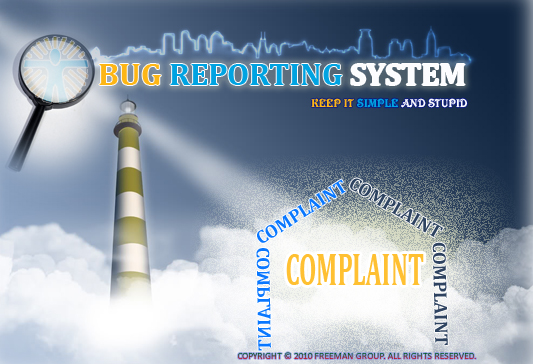 BUG REPORTING SYSTEM
KEEP IT SIMPLE AND STUPID
COMPLAINT
COMPLAINT
COMPLAINT
COMPLAINT
COMPLAINT
COPYRIGHT © 2010 FREEMAN GROUP. ALL RIGHTS RESERVED.